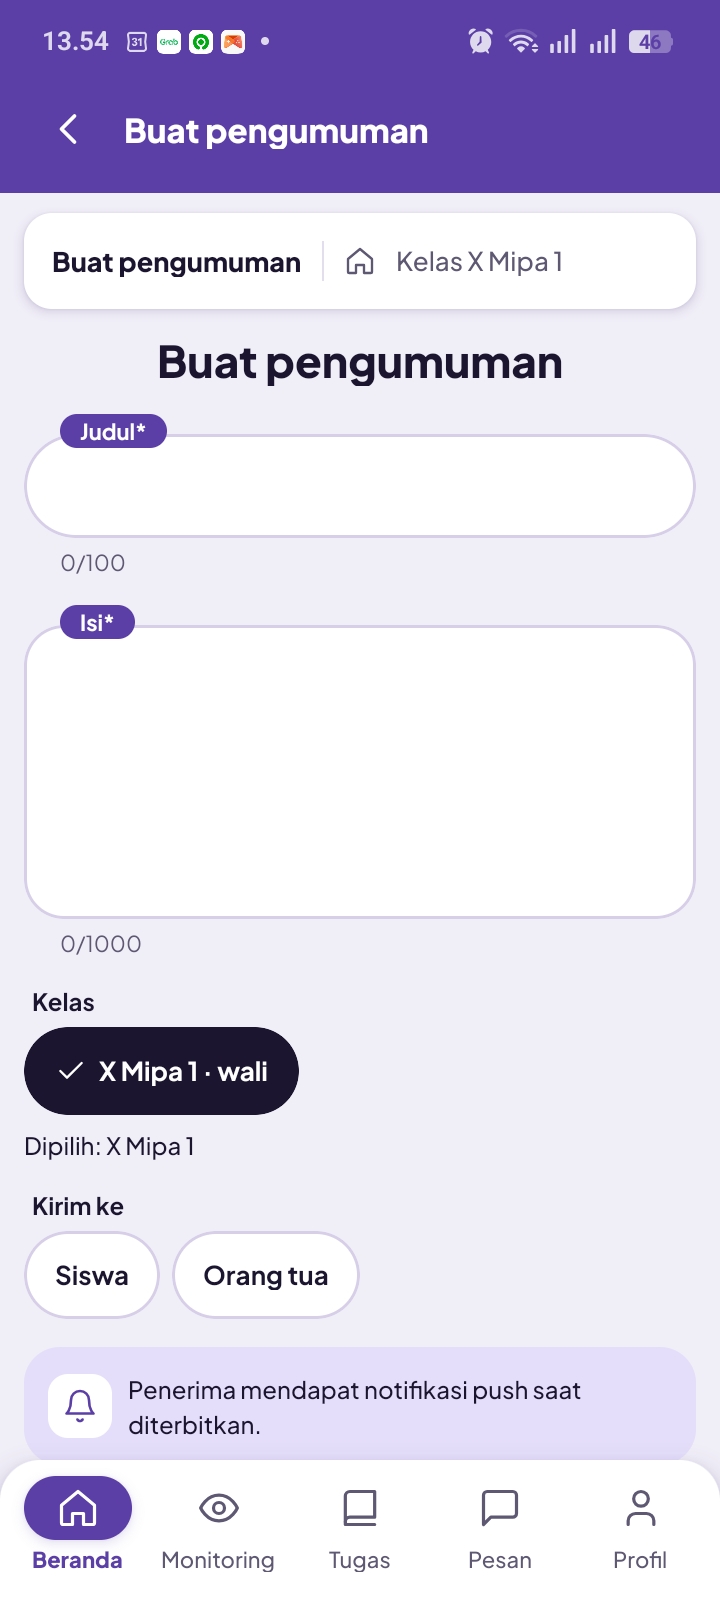 13.54
31
Grab
46
Buat pengumuman
Buat pengumuman
Kelas X Mipa 1
Buat pengumuman
Judul*
0/100
Isi*
0/1000
Kelas
X Mipa 1 · wali
Dipilih: X Mipa 1
Kirim ke
Siswa
Orang tua
Penerima mendapat notifikasi push saat
diterbitkan.
Beranda
Monitoring
Tugas
Pesan
Profil